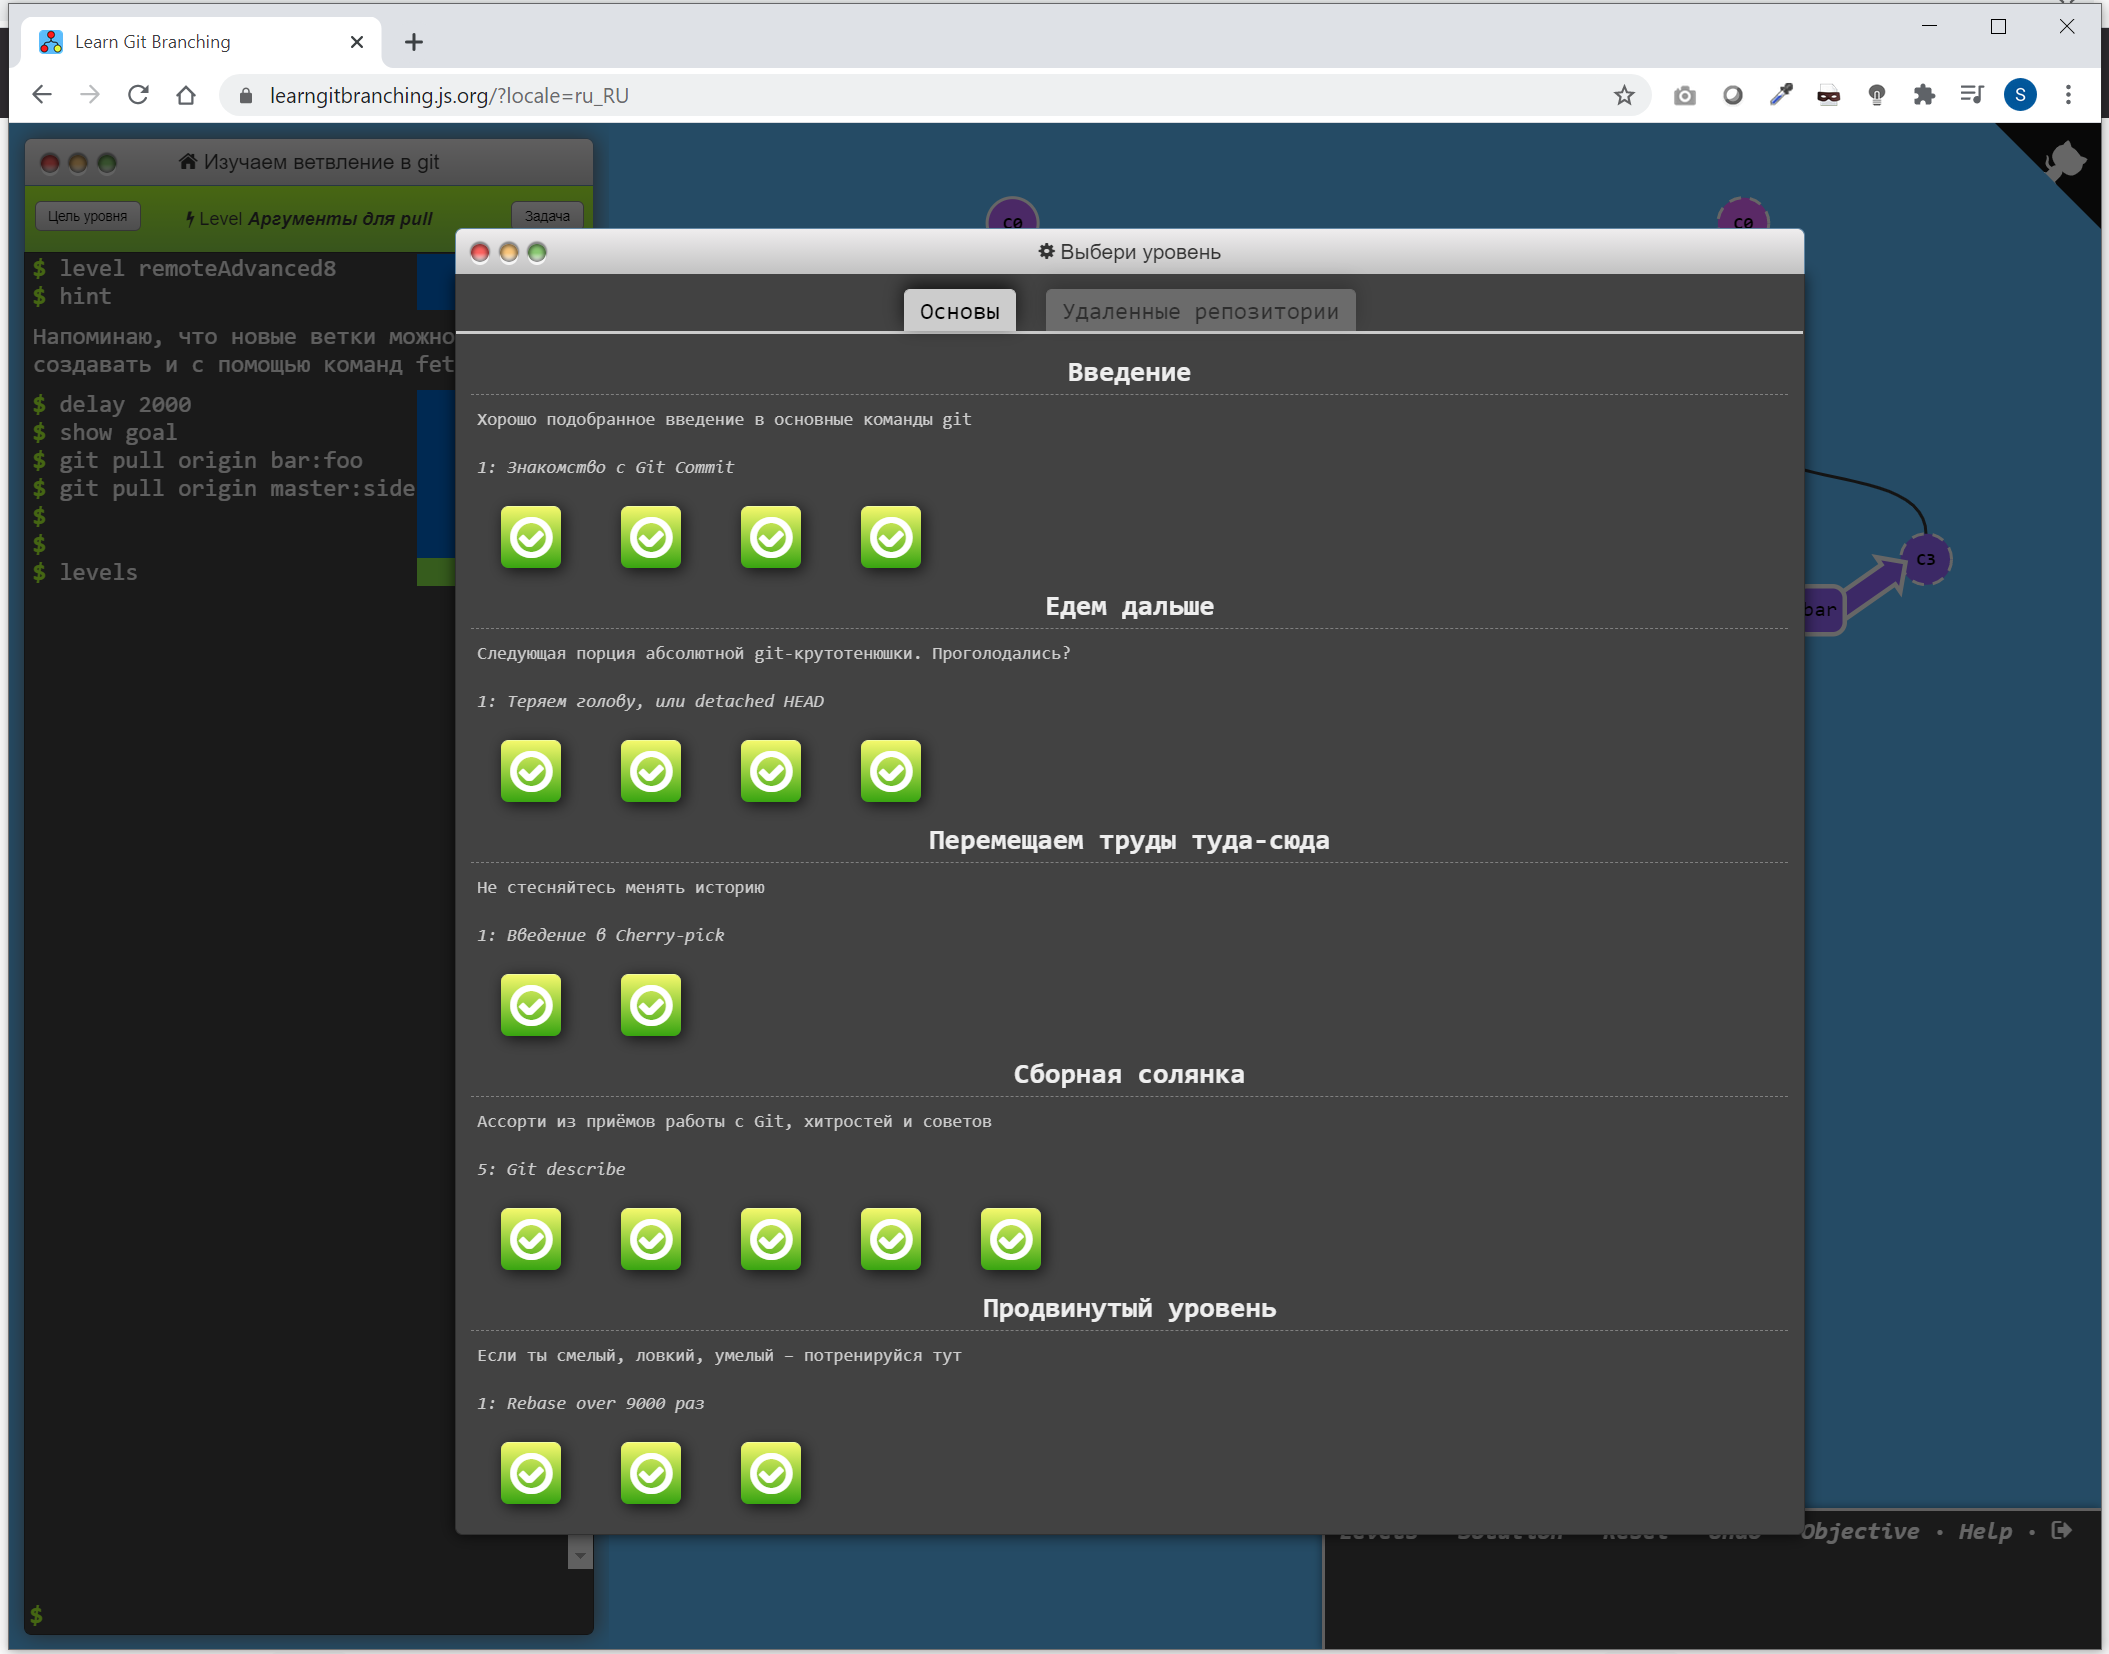 Learn Git Branching
learngitbranching.js.org/?locale=ru_RU
S
Изучаем ветвление в git
Цель уровня
Level Аргументы для pull
Задача
$ level remoteAdvanced8
$ hint
Напоминаю, что новые ветки можно
создавать и с помощью команд fet
$ delay 2000
$ show goal
$ git pull origin bar:foo
$ git pull origin master:side
$
$
$ levels
$
c0
c0
c3
bar
Выбери уровень
Основы
Удаленные репозитории
Введение
Хорошо подобранное введение в основные команды git
1: Знакомство с Git Commit
Едем дальше
Следующая порция абсолютной git-крутотенюшки. Проголодались?
1: Теряем голову, или detached HEAD
Перемещаем труды туда-сюда
Не стесняйтесь менять историю
1: Введение в Cherry-pick
Сборная солянка
Ассорти из приёмов работы с Git, хитростей и советов
5: Git describe
Продвинутый уровень
Если ты смелый, ловкий, умелый – потренируйся тут
1: Rebase over 9000 раз
Levels Solution Reset Undo Objective • Help •